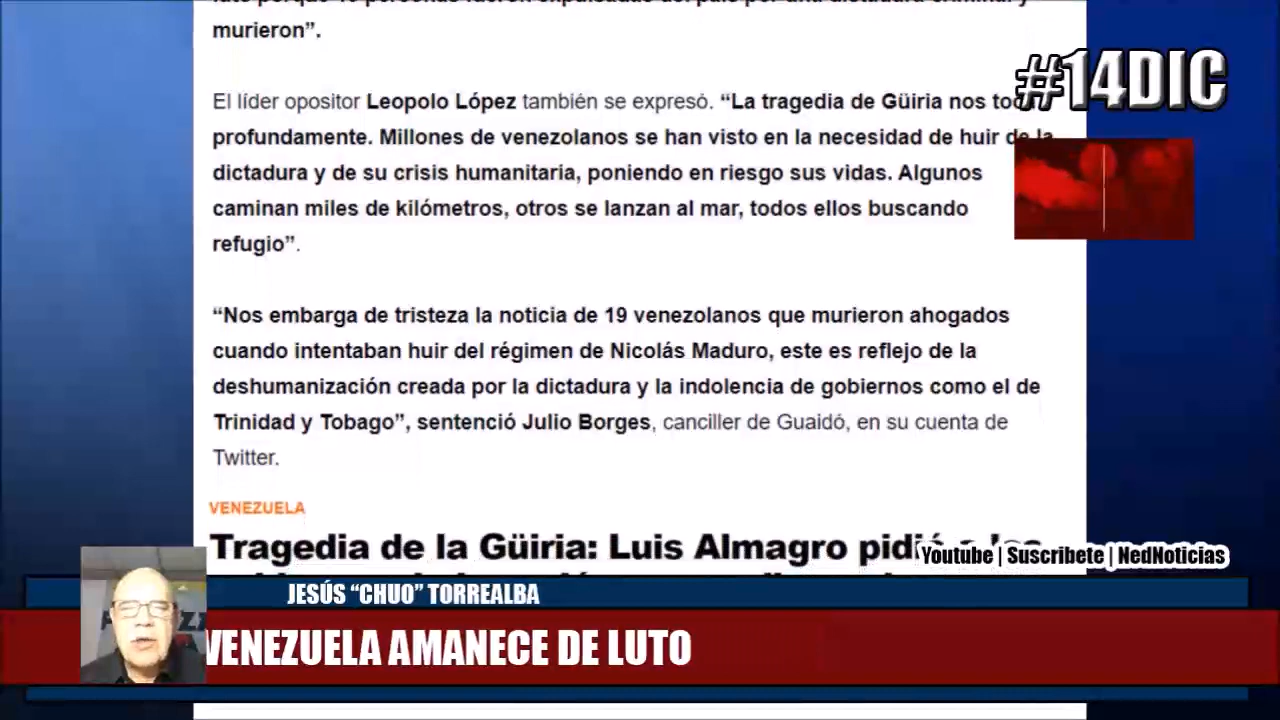 murieron”.
#14DIC
El líder opositor Leopolo López también se expresó. “La tragedia de Güiria nos
profundamente. Millones de venezolanos se han visto en la necesidad de huir de la
dictadura y de su crisis humanitaria, poniendo en riesgo sus vidas. Algunos
caminan miles de kilómetros, otros se lanzan al mar, todos ellos buscando
refugio”.
“Nos embarga de tristeza la noticia de 19 venezolanos que murieron ahogados
cuando intentaban huir del régimen de Nicolás Maduro, este es reflejo de la
deshumanización creada por la dictadura y la indolencia de gobiernos como el de
Trinidad y Tobago”, sentenció Julio Borges, canciller de Guaidó, en su cuenta de
Twitter.
VENEZUELA
Tragedia de la Güiria: Luis Almagro pidió
Youtube | Suscribete | NedNoticias
JESÚS “CHUO” TORREALBA
VENEZUELA AMANECE DE LUTO